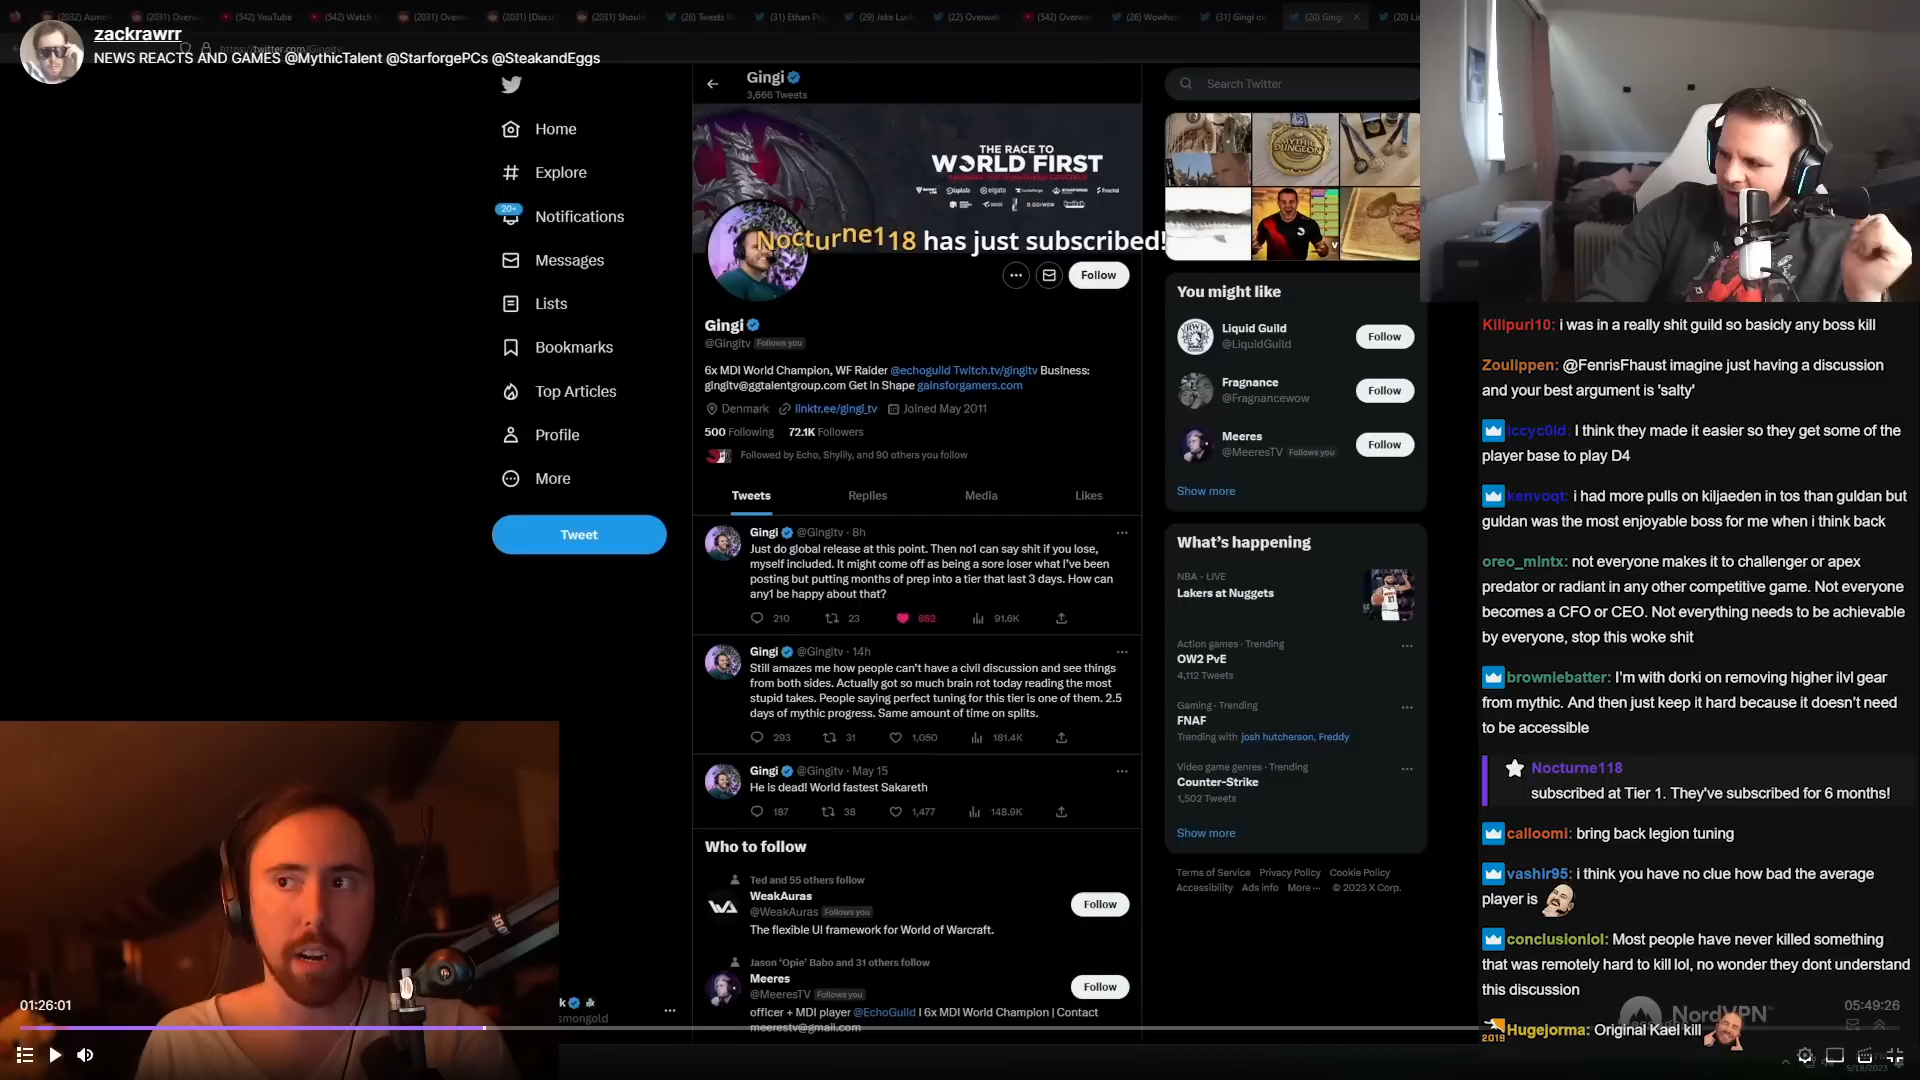 zackrawrr
NEWS REACTS AND GAMES @MythicTalent @StarforgePCs @SteakandEggs
Home
Explore
20+
Notifications
Messages
Lists
Bookmarks
Top Articles
Profile
More
Tweet
Gingi
3,666 Tweets
THE RACE TO
WORLD FIRST
Nocturne118 has just subscribed!
Follow
Gingi
@Gingitv Follows you
6x MDI World Champion, WF Raider @echoguild Twitch.tv/gingitv Business:
gingitv@ggtalentgroup.com Get in Shape gainsforgamers.com
Denmark linktr.ee/gingi_tv Joined May 2011
500 Following 72.1K Followers
Followed by Echo, Shylily, and 90 others you follow
Tweets Replies Media Likes
Gingi @Gingitv · 8h
Just do global release at this point. Then no1 can say shit if you lose,
myself included. It might come off as being a sore loser what I've been
posting but putting months of prep into a tier that last 3 days. How can
any1 be happy about that?
210 23 862 91.6K
Gingi @Gingitv · 14h
Still amazes me how people can't have a civil discussion and see things
from both sides. Actually got so much brain rot today reading the most
stupid takes. People saying perfect tuning for this tier is one of them. 2.5
days of mythic progress. Same amount of time on splits.
293 31 1,050 181.4K
Gingi @Gingitv · May 15
He is dead! World fastest Sakareth
187 38 1,477 148.9K
Who to follow
Ted and 55 others follow
WeakAuras
@WeakAuras Follows you
Follow
The flexible UI framework for World of Warcraft.
Jason 'Opie' Babo and 31 others follow
Meeres
@MeeresTV Follows you
Follow
officer + MDI player @EchoGuild I 6x MDI World Champion | Contact
meerestv@gmail.com
Search Twitter
You might like
Liquid Guild
@LiquidGuild
Follow
Fragnance
@Fragnancewow
Follow
Meeres
@MeeresTV Follows you
Follow
Show more
What's happening
NBA · LIVE
Lakers at Nuggets
Action games · Trending
OW2 PvE
4,112 Tweets
Gaming · Trending
FNAF
Trending with josh hutcherson, Freddy
Video game genres · Trending
Counter-Strike
1,502 Tweets
Show more
Terms of Service Privacy Policy Cookie Policy
Accessibility Ads info More ··· © 2023 X Corp.
Killpuri10: i was in a really shit guild so basicly any boss kill
Zoulippen: @FenrisFhaust imagine just having a discussion
and your best argument is 'salty'
Iccyc0ld: I think they made it easier so they get some of the
player base to play D4
kenvoqt: i had more pulls on kiljaeden in tos than guldan but
guldan was the most enjoyable boss for me when i think back
oreo_mintx: not everyone makes it to challenger or apex
predator or radiant in any other competitive game. Not everyone
becomes a CFO or CEO. Not everything needs to be achievable
by everyone, stop this woke shit
browniebatter: I'm with dorki on removing higher ilvl gear
from mythic. And then just keep it hard because it doesn't need
to be accessible
Nocturne118
subscribed at Tier 1. They've subscribed for 6 months!
calloomi: bring back legion tuning
vashir95: i think you have no clue how bad the average
player is
conclusionlol: Most people have never killed something
that was remotely hard to kill lol, no wonder they dont understand
this discussion
NordVPN
2019 Hugejorma: Original Kael kill
01:26:01
05:49:26
5/16/2023